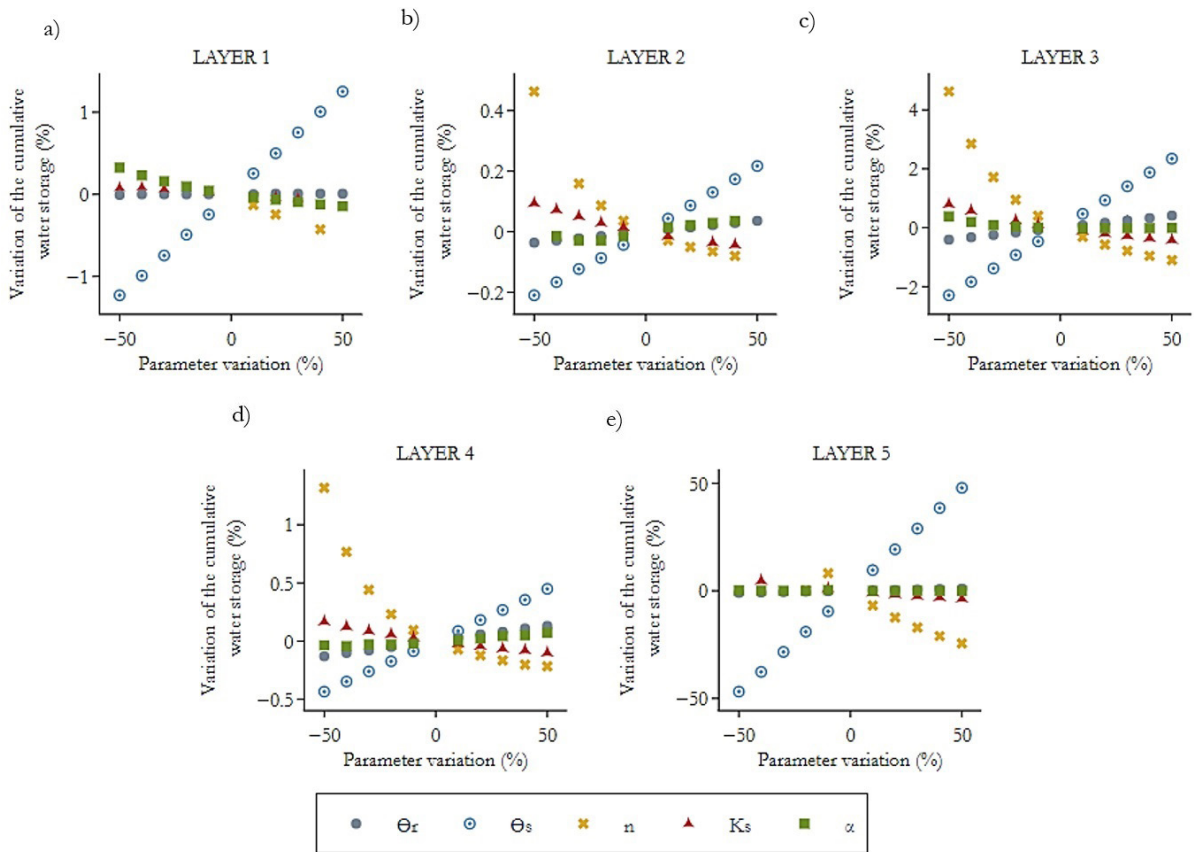 a)
LAYER 1
Variation of the cumulative
water storage (%)
1
0
−1
−50
0
50
Parameter variation (%)
b)
LAYER 2
Variation of the cumulative
water storage (%)
0.4
0.2
0
−0.2
−50
0
50
Parameter variation (%)
c)
LAYER 3
Variation of the cumulative
water storage (%)
4
2
0
−2
−50
0
50
Parameter variation (%)
d)
LAYER 4
Variation of the cumulative
water storage (%)
1
0.5
0
−0.5
−50
0
50
Parameter variation (%)
e)
LAYER 5
Variation of the cumulative
water storage (%)
50
0
−50
−50
0
50
Parameter variation (%)
Θr Θs n Ks α